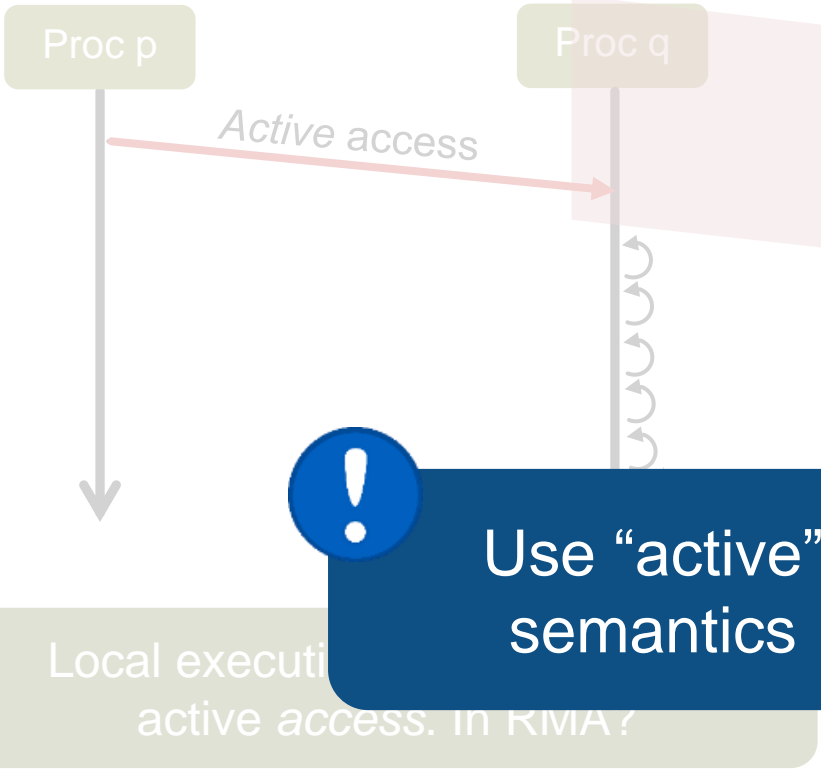 Proc p
Proc q
Active access
Use “active”
semantics
Local executi
active access. In RMA?